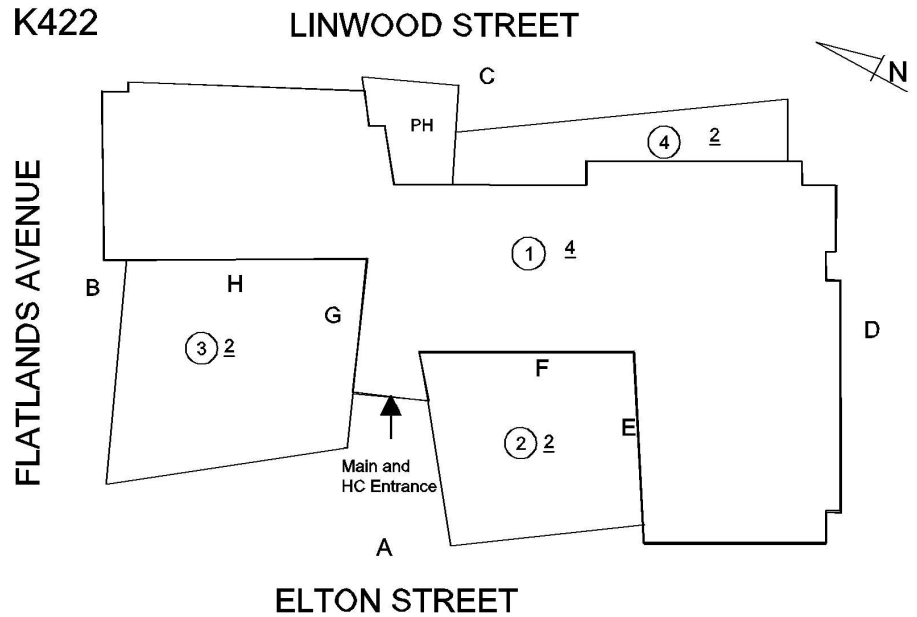 K422
LINWOOD STREET
N
C
PH
4 2
1 4
FLATLANDS AVENUE
B
H
G
D
3 2
F
E
2 2
Main and
HC Entrance
A
ELTON STREET